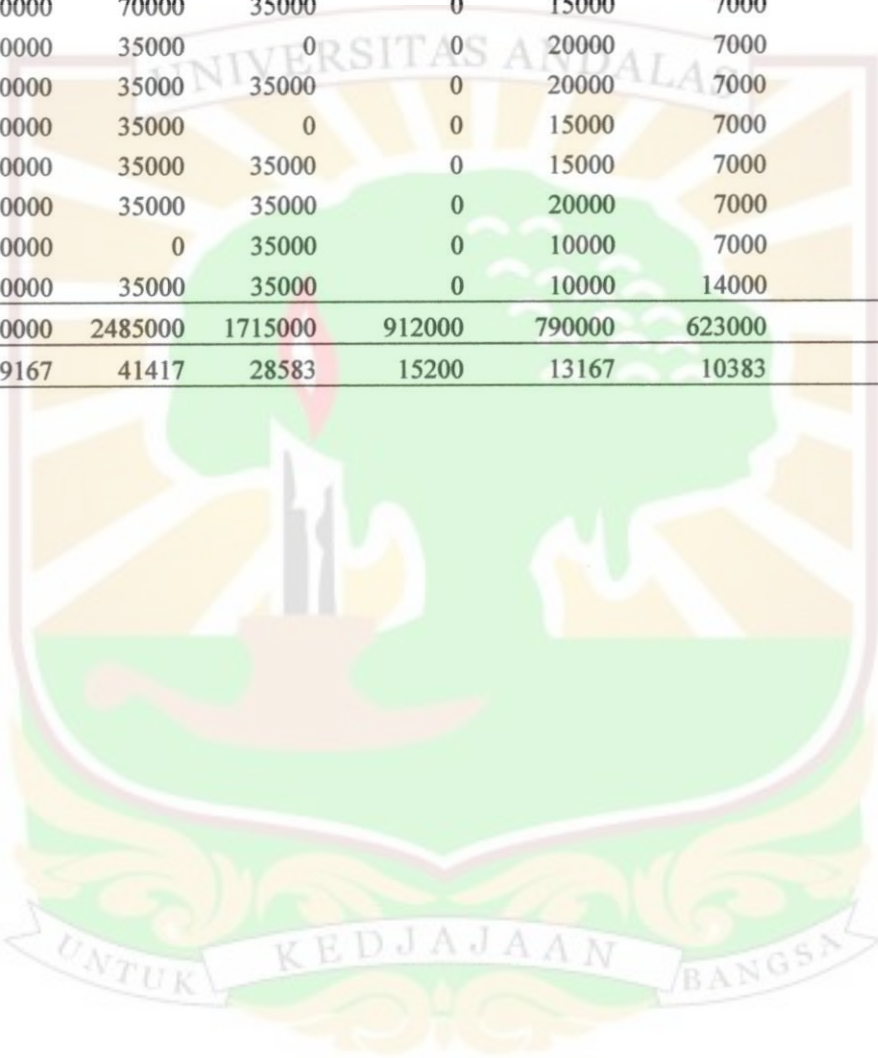 0000 70000 35000 0 15000 7000
0000 35000 0 0 20000 7000
UNIVERSITAS ANDALAS
0000 35000 35000 0 20000 7000
0000 35000 0 0 15000 7000
0000 35000 35000 0 15000 7000
0000 35000 35000 0 20000 7000
0000 0 35000 0 10000 7000
0000 35000 35000 0 10000 14000
0000 2485000 1715000 912000 790000 623000
9167 41417 28583 15200 13167 10383
UNTUK KEDJAJAAN BANGSA